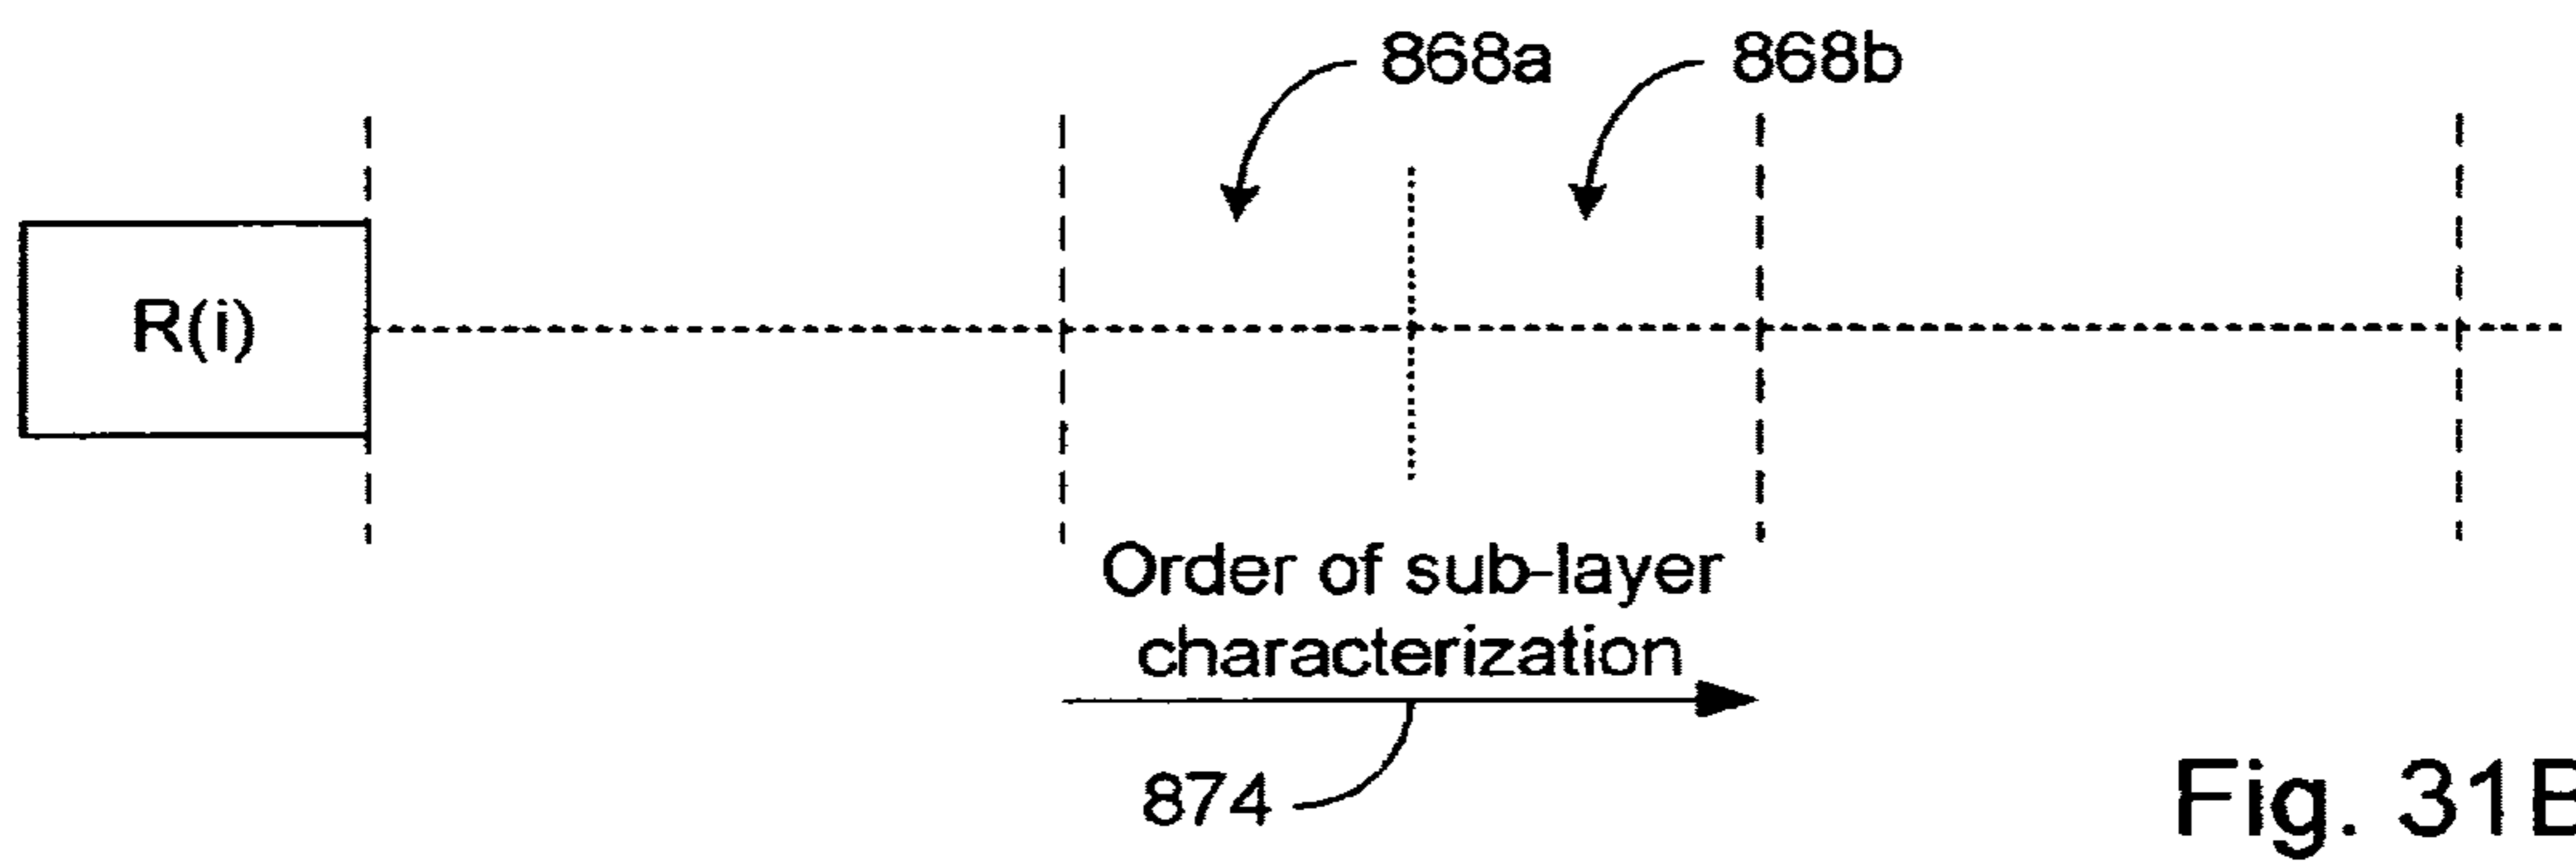 868a
868b
R(i)
Order of sub-layer
characterization
874
Fig. 31B